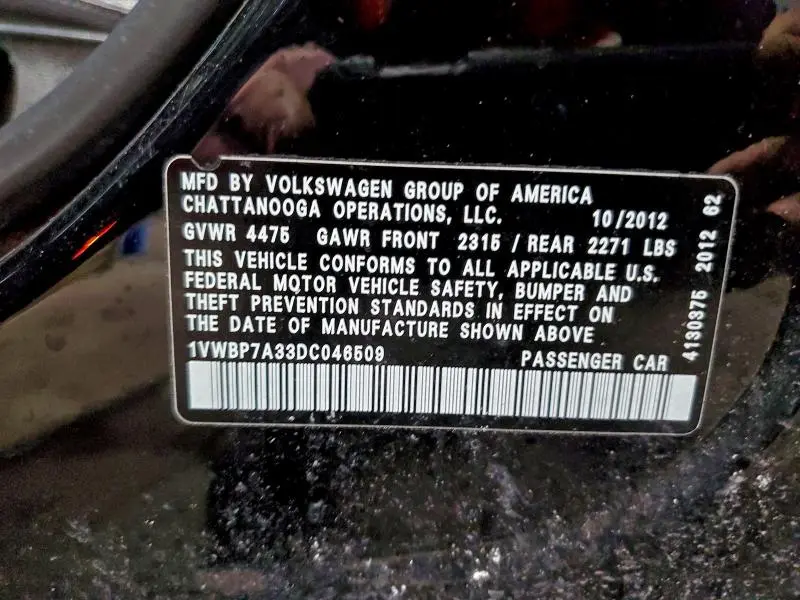 MFD BY VOLKSWAGEN GROUP OF AMERICA
CHATTANOOGA OPERATIONS, LLC. 10/2012
GVWR 4475 GAWR FRONT 2315 / REAR 2271 LBS
THIS VEHICLE CONFORMS TO ALL APPLICABLE U.S.
FEDERAL MOTOR VEHICLE SAFETY, BUMPER AND
THEFT PREVENTION STANDARDS IN EFFECT ON
THE DATE OF MANUFACTURE SHOWN ABOVE
1VWBP7A33DC046509 PASSENGER CAR
4130375 2012 62